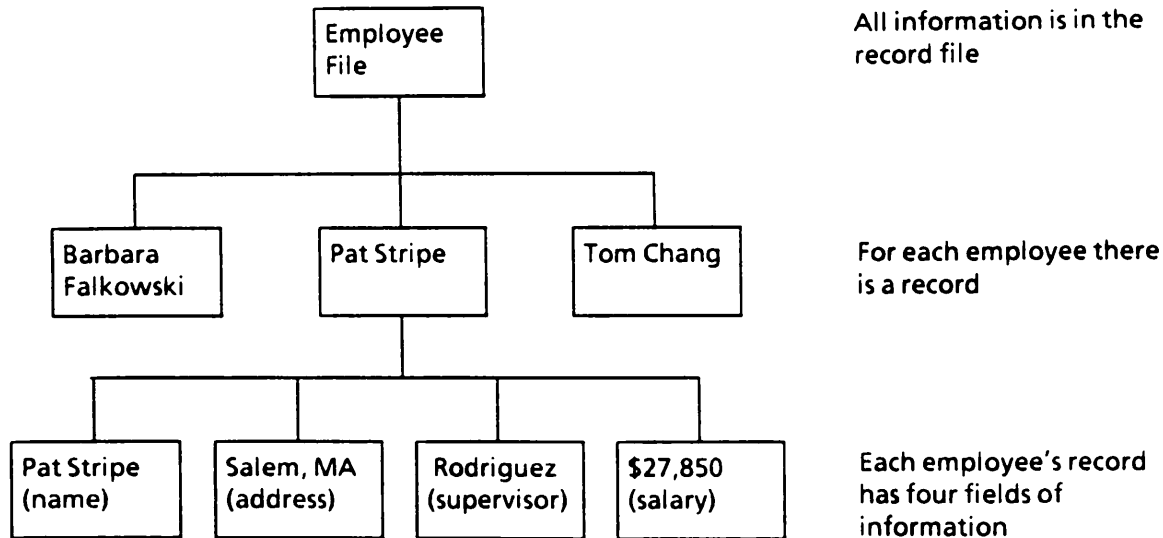 Employee
File
All information is in the
record file
Barbara
Falkowski
Pat Stripe
Tom Chang
For each employee there
is a record
Pat Stripe
(name)
Salem, MA
(address)
Rodriguez
(supervisor)
$27,850
(salary)
Each employee's record
has four fields of
information